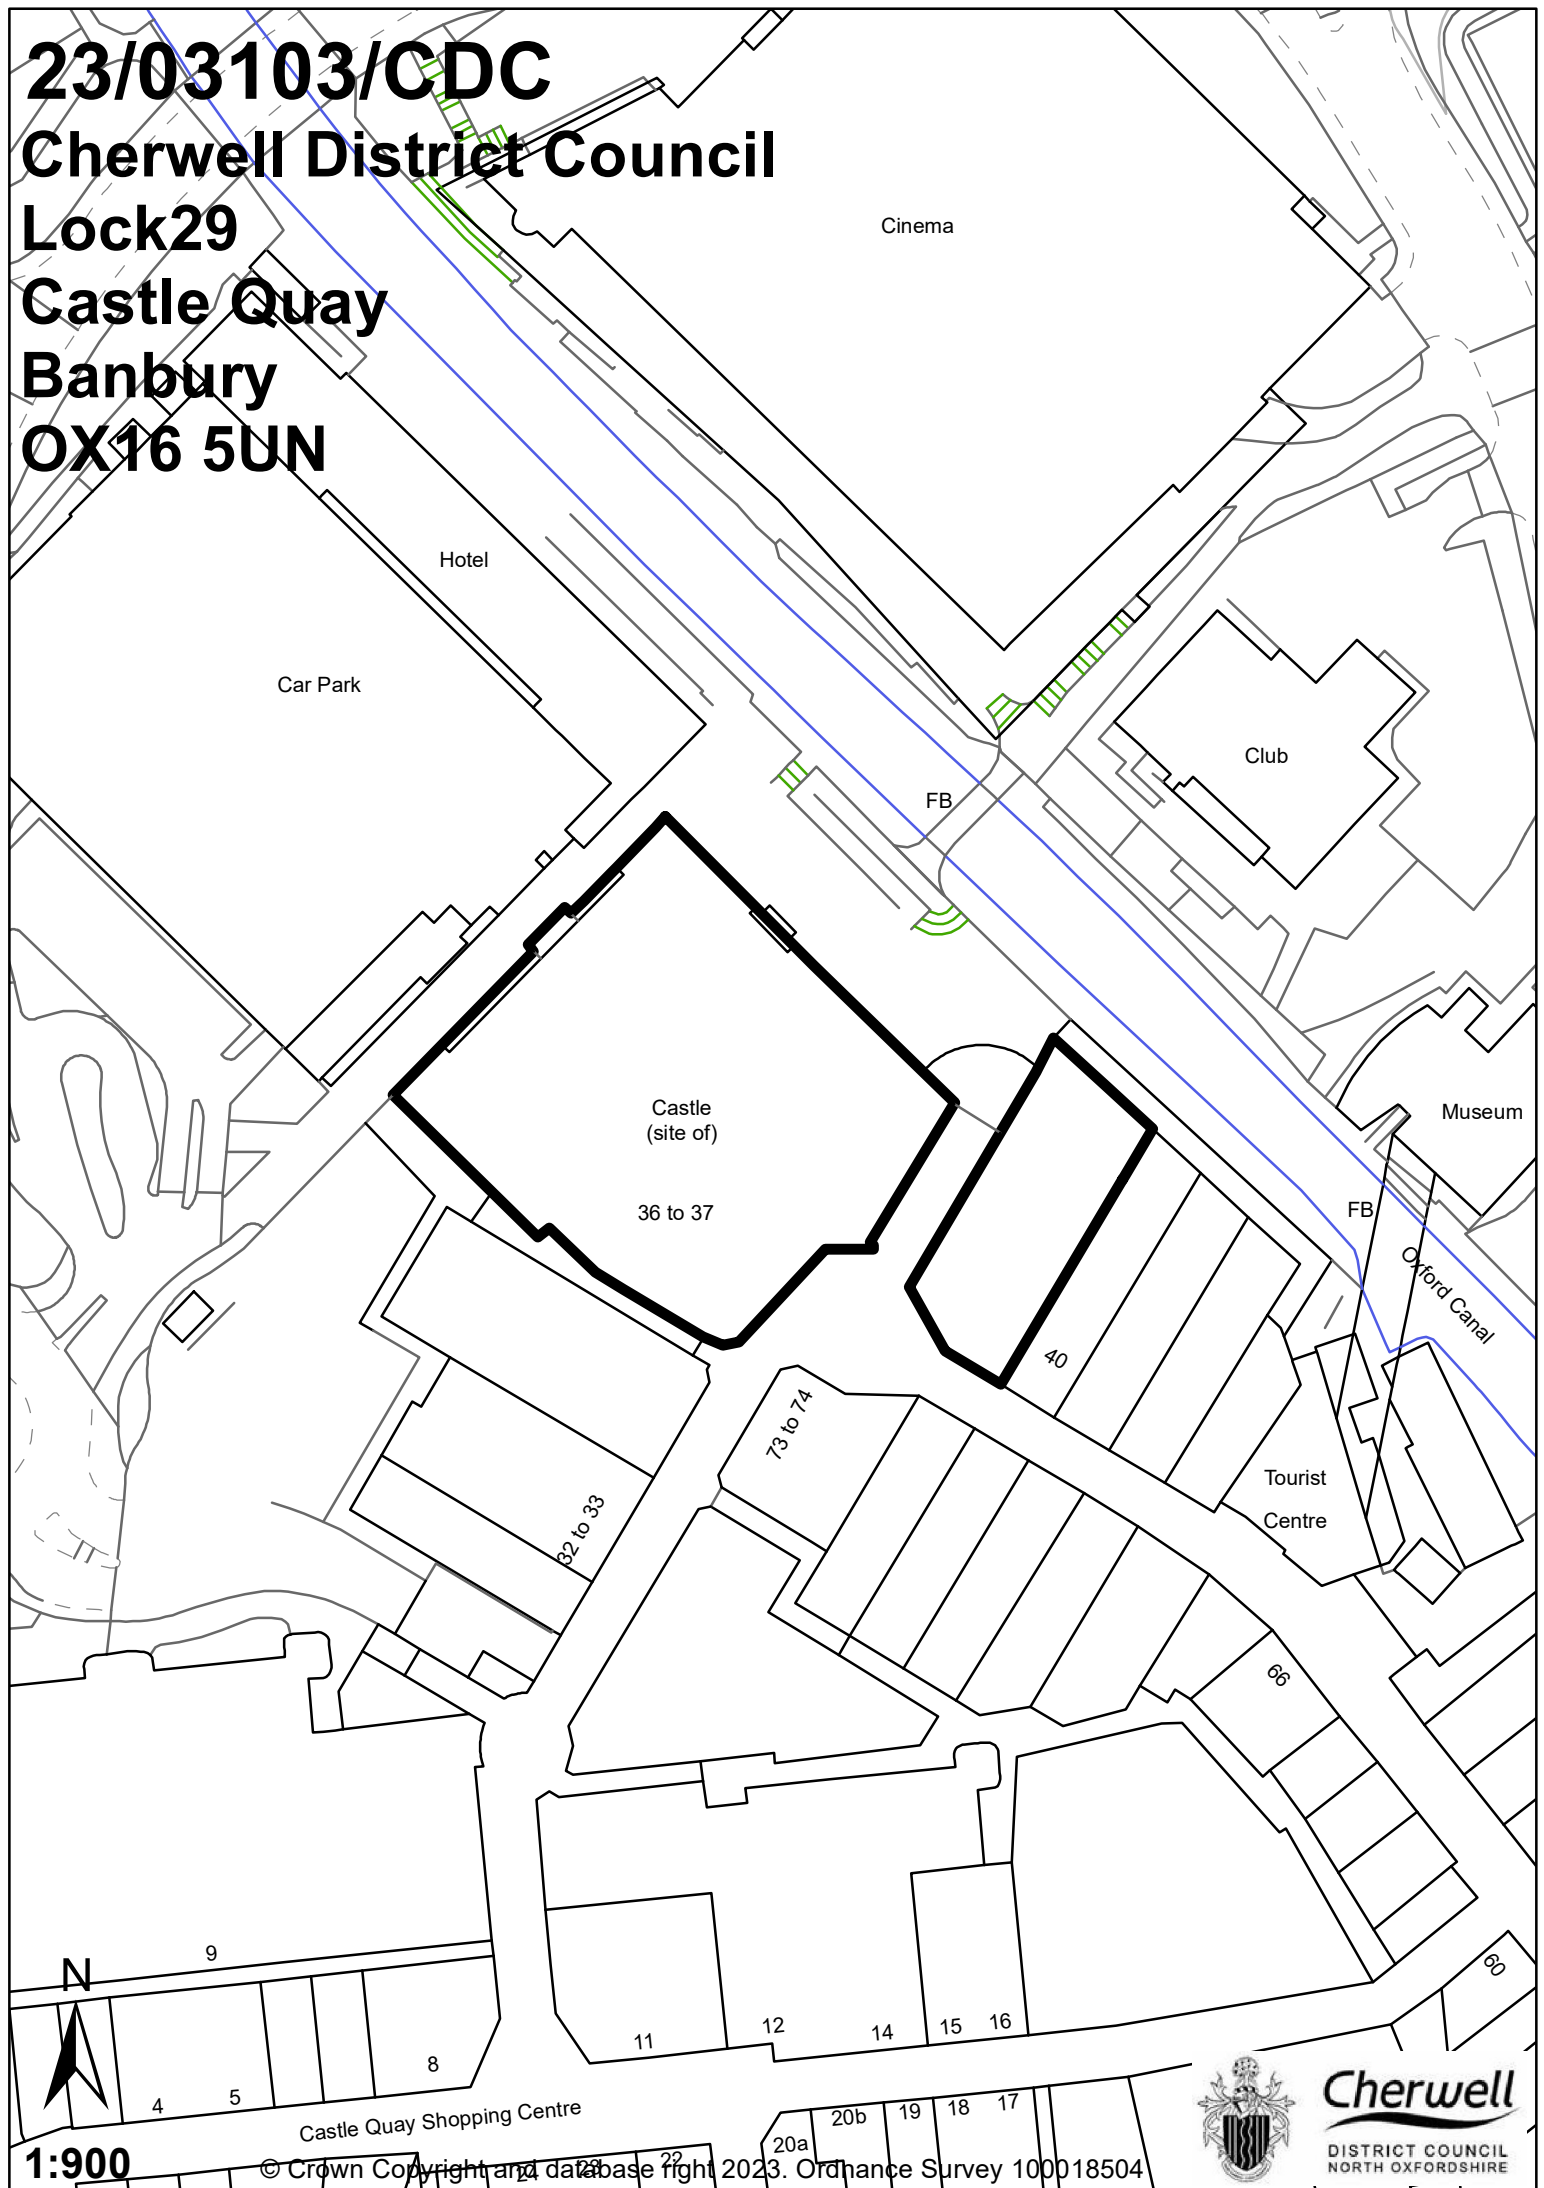 23/03103/CDC
Cherwell District Council
Lock29
Castle Quay
Banbury
OX16 5UN
Cinema
Hotel
Car Park
Club
FB
Castle
(site of)
36 to 37
Museum
FB
Oxford Canal
40
73 to 74
32 to 33
Tourist
Centre
66
60
9
N
11
12
14
15
16
8
4
5
Castle Quay Shopping Centre
20a
20b
19
18
17
24
23
22
1:900
© Crown Copyright and database right 2023. Ordnance Survey 100018504
Cherwell
DISTRICT COUNCIL
NORTH OXFORDSHIRE